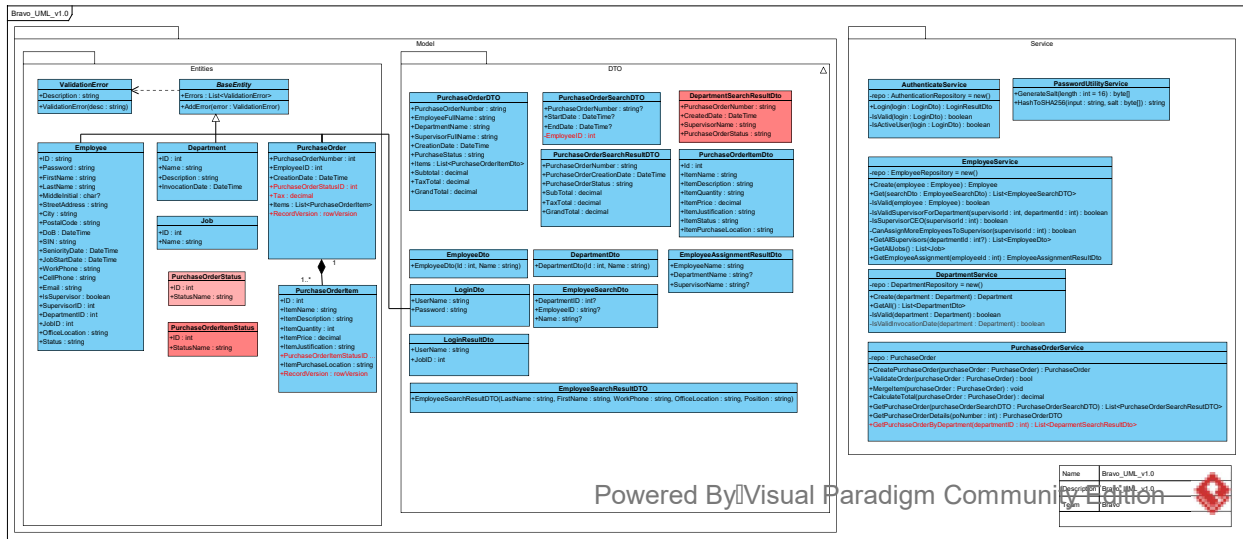 Bravo_UML_v1.0
Model
Entities
ValidationError
+Description : string
+ValidationError(desc : string)
BaseEntity
+Errors : List<ValidationError>
+AddError(error : ValidationError)
Employee
+ID : string
+Password : string
+FirstName : string
+LastName : string
+MiddleInitial : char?
+StreetAddress : string
+City : string
+PostalCode : string
+DoB : DateTime
+SIN : string
+SeniorityDate : DateTime
+JobStartDate : DateTime
+WorkPhone : string
+CellPhone : string
+Email : string
+IsSupervisor : boolean
+SupervisorID : int
+DepartmentID : int
+JobID : int
+OfficeLocation : string
+Status : string
Department
+ID : int
+Name : string
+Description : string
+InvocationDate : DateTime
Job
+ID : int
+Name : string
PurchaseOrderStatus
+ID : int
+StatusName : string
PurchaseOrderItemStatus
+ID : int
+StatusName : string
PurchaseOrder
+PurchaseOrderNumber : int
+EmployeeID : int
+CreationDate : DateTime
+PurchaseOrderStatusID : int
+Tax : decimal
+Items : List<PurchaseOrderItem>
+RecordVersion : rowVersion
1
1..*
PurchaseOrderItem
+ID : int
+ItemName : string
+ItemDescription : string
+ItemQuantity : int
+ItemPrice : decimal
+ItemJustification : string
+PurchaseOrderItemStatusID ...
+ItemPurchaseLocation : string
+RecordVersion : rowVersion
DTO
PurchaseOrderDTO
+PurchaseOrderNumber : string
+EmployeeFullName : string
+DepartmentName : string
+SupervisorFullName : string
+CreationDate : DateTime
+PurchaseStatus : string
+Items : List<PurchaseOrderItemDto>
+Subtotal : decimal
+TaxTotal : decimal
+GrandTotal : decimal
PurchaseOrderSearchDTO
+PurchaseOrderNumber : string?
+StartDate : DateTime?
+EndDate : DateTime?
-EmployeeID : int
DepartmentSearchResultDto
+PurchaseOrderNumber : string
+CreatedDate : DateTime
+SupervisorName : string
+PurchaseOrderStatus : string
PurchaseOrderSearchResultDTO
+PurchaseOrderNumber : string
+PurchaseOrderCreationDate : DateTime
+PurchaseOrderStatus : string
+SubTotal : decimal
+TaxTotal : decimal
+GrandTotal : decimal
PurchaseOrderItemDto
+Id : int
+ItemName : string
+ItemDescription : string
+ItemQuantity : string
+ItemPrice : decimal
+ItemJustification : string
+ItemStatus : string
+ItemPurchaseLocation : string
EmployeeDto
+EmployeeDto(Id : int, Name : string)
DepartmentDto
+DepartmentDto(Id : int, Name : string)
EmployeeAssignmentResultDto
+EmployeeName : string
+DepartmentName : string?
+SupervisorName : string?
LoginDto
+UserName : string
+Password : string
EmployeeSearchDto
+DepartmentID : int?
+EmployeeID : string?
+Name : string?
LoginResultDto
+UserName : string
+JobID : int
EmployeeSearchResultDTO
+EmployeeSearchResultDTO(LastName : string, FirstName : string, WorkPhone : string, OfficeLocation : string, Position : string)
Service
AuthenticateService
-repo : AuthenticationRepository = new()
+Login(login : LoginDto) : LoginResultDto
-IsValid(login : LoginDto) : boolean
-IsActiveUser(login : LoginDto) : boolean
PasswordUtilityService
+GenerateSalt(length : int = 16) : byte[]
+HashToSHA256(input : string, salt : byte[]) : string
EmployeeService
-repo : EmployeeRepository = new()
+Create(employee : Employee) : Employee
+Get(searchDto : EmployeeSearchDto) : List<EmployeeSearchDTO>
-IsValid(employee : Employee) : boolean
-IsValidSupervisorForDepartment(supervisorId : int, departmentId : int) : boolean
-IsSupervisorCEO(supervisorId : int) : boolean
-CanAssignMoreEmployeesToSupervisor(supervisorId : int) : boolean
+GetAllSupervisors(departmentId : int?) : List<EmployeeDto>
+GetAllJobs() : List<Job>
+GetEmployeeAssignment(employeeId : int) : EmployeeAssignmentResultDto
DepartmentService
-repo : DepartmentRepository = new()
+Create(department : Department) : Department
+GetAll() : List<DepartmentDto>
-IsValid(department : Department) : boolean
-IsValidInvocationDate(department : Department) : boolean
PurchaseOrderService
-repo : PurchaseOrder
+CreatePurchaseOrder(purchaseOrder : PurchaseOrder) : PurchaseOrder
+ValidateOrder(purchaseOrder : PurchaseOrder) : bool
+MergeItem(purchaseOrder : PurchaseOrder) : void
+CalculateTotal(purchaseOrder : PurchaseOrder) : decimal
+GetPurchaseOrder(purchaseOrderSearchDTO : PurchaseOrderSearchDTO) : List<PurchaseOrderSearchResultDTO>
+GetPurchaseOrderDetails(poNumber : int) : PurchaseOrderDTO
+GetPurchaseOrderByDepartment(departmentID : int) : List<DeparmentSearchResultDto>
Name Bravo_UML_v1.0
Description Bravo_UML_v1.0
Team Bravo
Powered By Visual Paradigm Community Edition